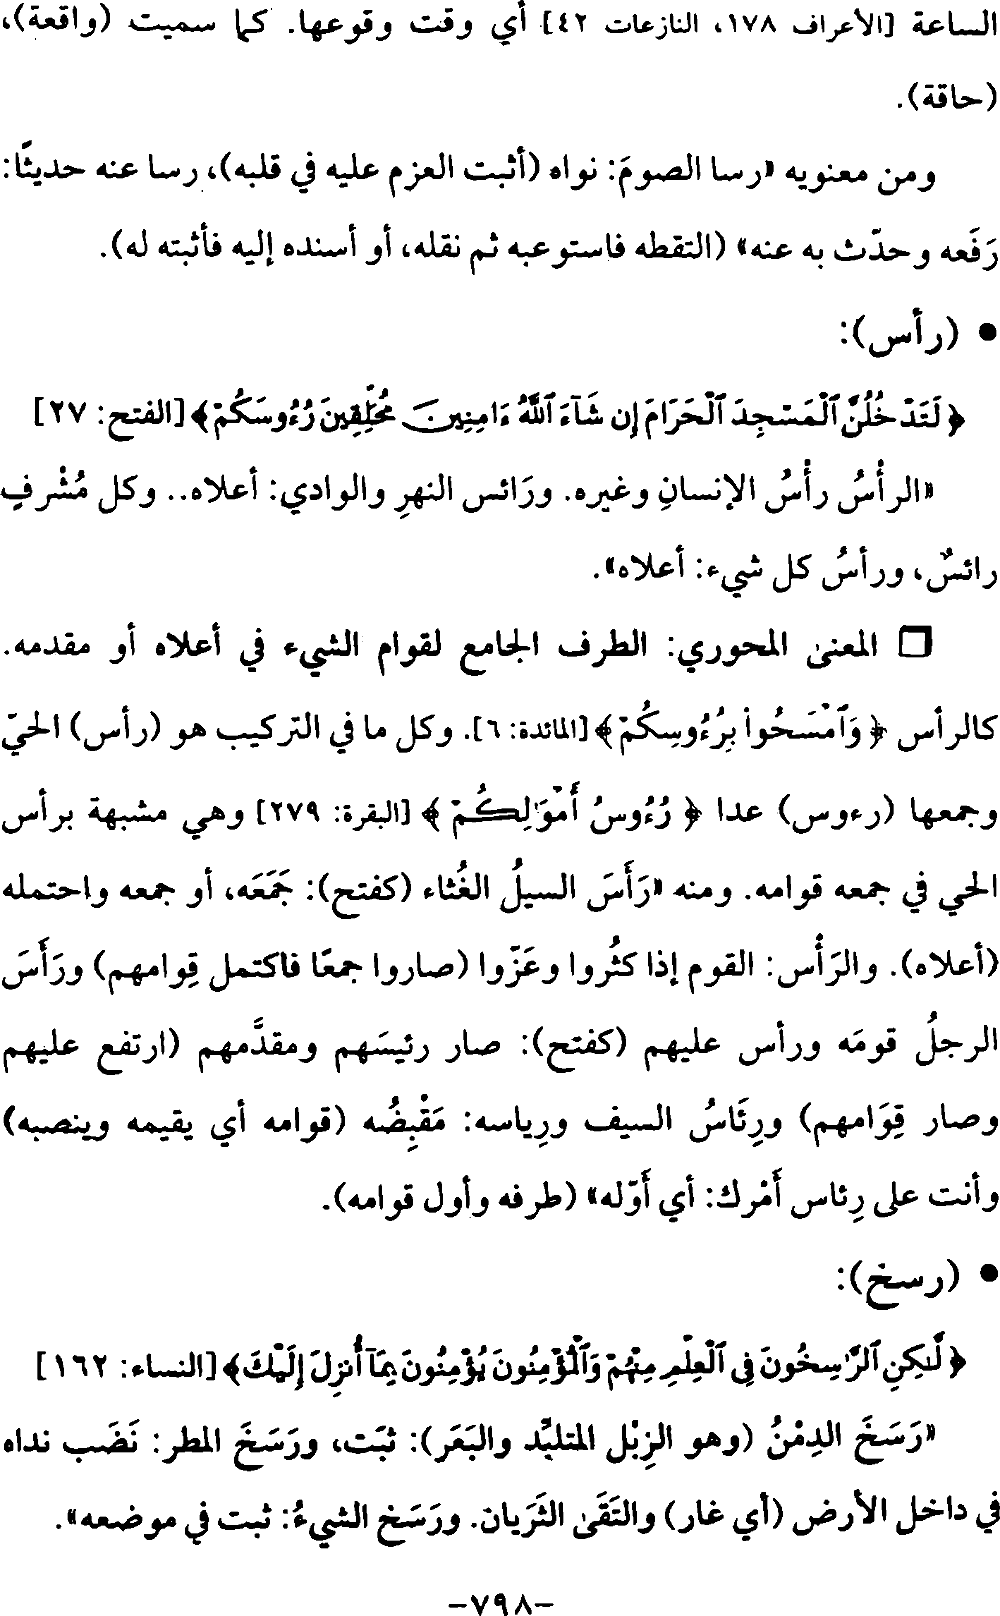 الساعة [الأعراف ١٧٨، النازعات ٤٢] أي وقت وقوعها. كما سميت (واقعة)،
(حاقة).
ومن معنويه «رسا الصومَ: نواه (أثبت العزم عليه في قلبه)، رسا عنه حديثًا:
رَفَعه وحدّث به عنه» (التقطه فاستوعبه ثم نقله، أو أسنده إليه فأثبته له).
• (رأس):
﴿لَتَدْخُلُنَّ ٱلْمَسْجِدَ ٱلْحَرَامَ إِن شَآءَ ٱللَّهُ ءَامِنِينَ مُحَلِّقِينَ رُءُوسَكُمْ﴾ [الفتح: ٢٧]
«الرأْسُ رأْسُ الإنسانِ وغيره. ورَائس النهرِ والوادي: أعلاه.. وكل مُشْرفٍ
رائسٌ، ورأسُ كل شيء: أعلاه».
❒ المعنى المحوري: الطرف الجامع لقوام الشيء في أعلاه أو مقدمه.
كالرأس ﴿وَٱمْسَحُوا۟ بِرُءُوسِكُمْ﴾ [المائدة: ٦]. وكل ما في التركيب هو (رأس) الحيّ
وجمعها (رءوس) عدا ﴿رُءُوسُ أَمْوَٰلِكُمْ﴾ [البقرة: ٢٧٩] وهي مشبهة برأس
الحي في جمعه قوامه. ومنه «رَأَسَ السيلُ الغُثاء (كفتح): جَمَعَه، أو جمعه واحتمله
(أعلاه). والرَأْس: القوم إذا كثُروا وعَزّوا (صاروا جمعًا فاكتمل قِوامهم) ورَأَسَ
الرجلُ قومَه ورأس عليهم (كفتح): صار رئيسَهم ومقدَّمهم (ارتفع عليهم
وصار قِوَامهم) ورِئَاسُ السيف ورِياسه: مَقْبِضُه (قوامه أي يقيمه وينصبه)
وأنت على رِئاس أَمْرك: أي أَوّله» (طرفه وأول قوامه).
• (رسخ):
﴿لَّـٰكِنِ ٱلرَّٰسِخُونَ فِى ٱلْعِلْمِ مِنْهُمْ وَٱلْمُؤْمِنُونَ يُؤْمِنُونَ بِمَآ أُنزِلَ إِلَيْكَ﴾ [النساء: ١٦٢]
«رَسَخَ الدِمْنُ (وهو الزِبْل المتلبِّد والبَعَر): ثبَت، ورَسَخَ المطر: نَضَب نداه
في داخل الأرض (أي غار) والتَقَى الثَرَيان. ورَسَخ الشيءُ: ثبت في موضعه».
-٧٩٨-